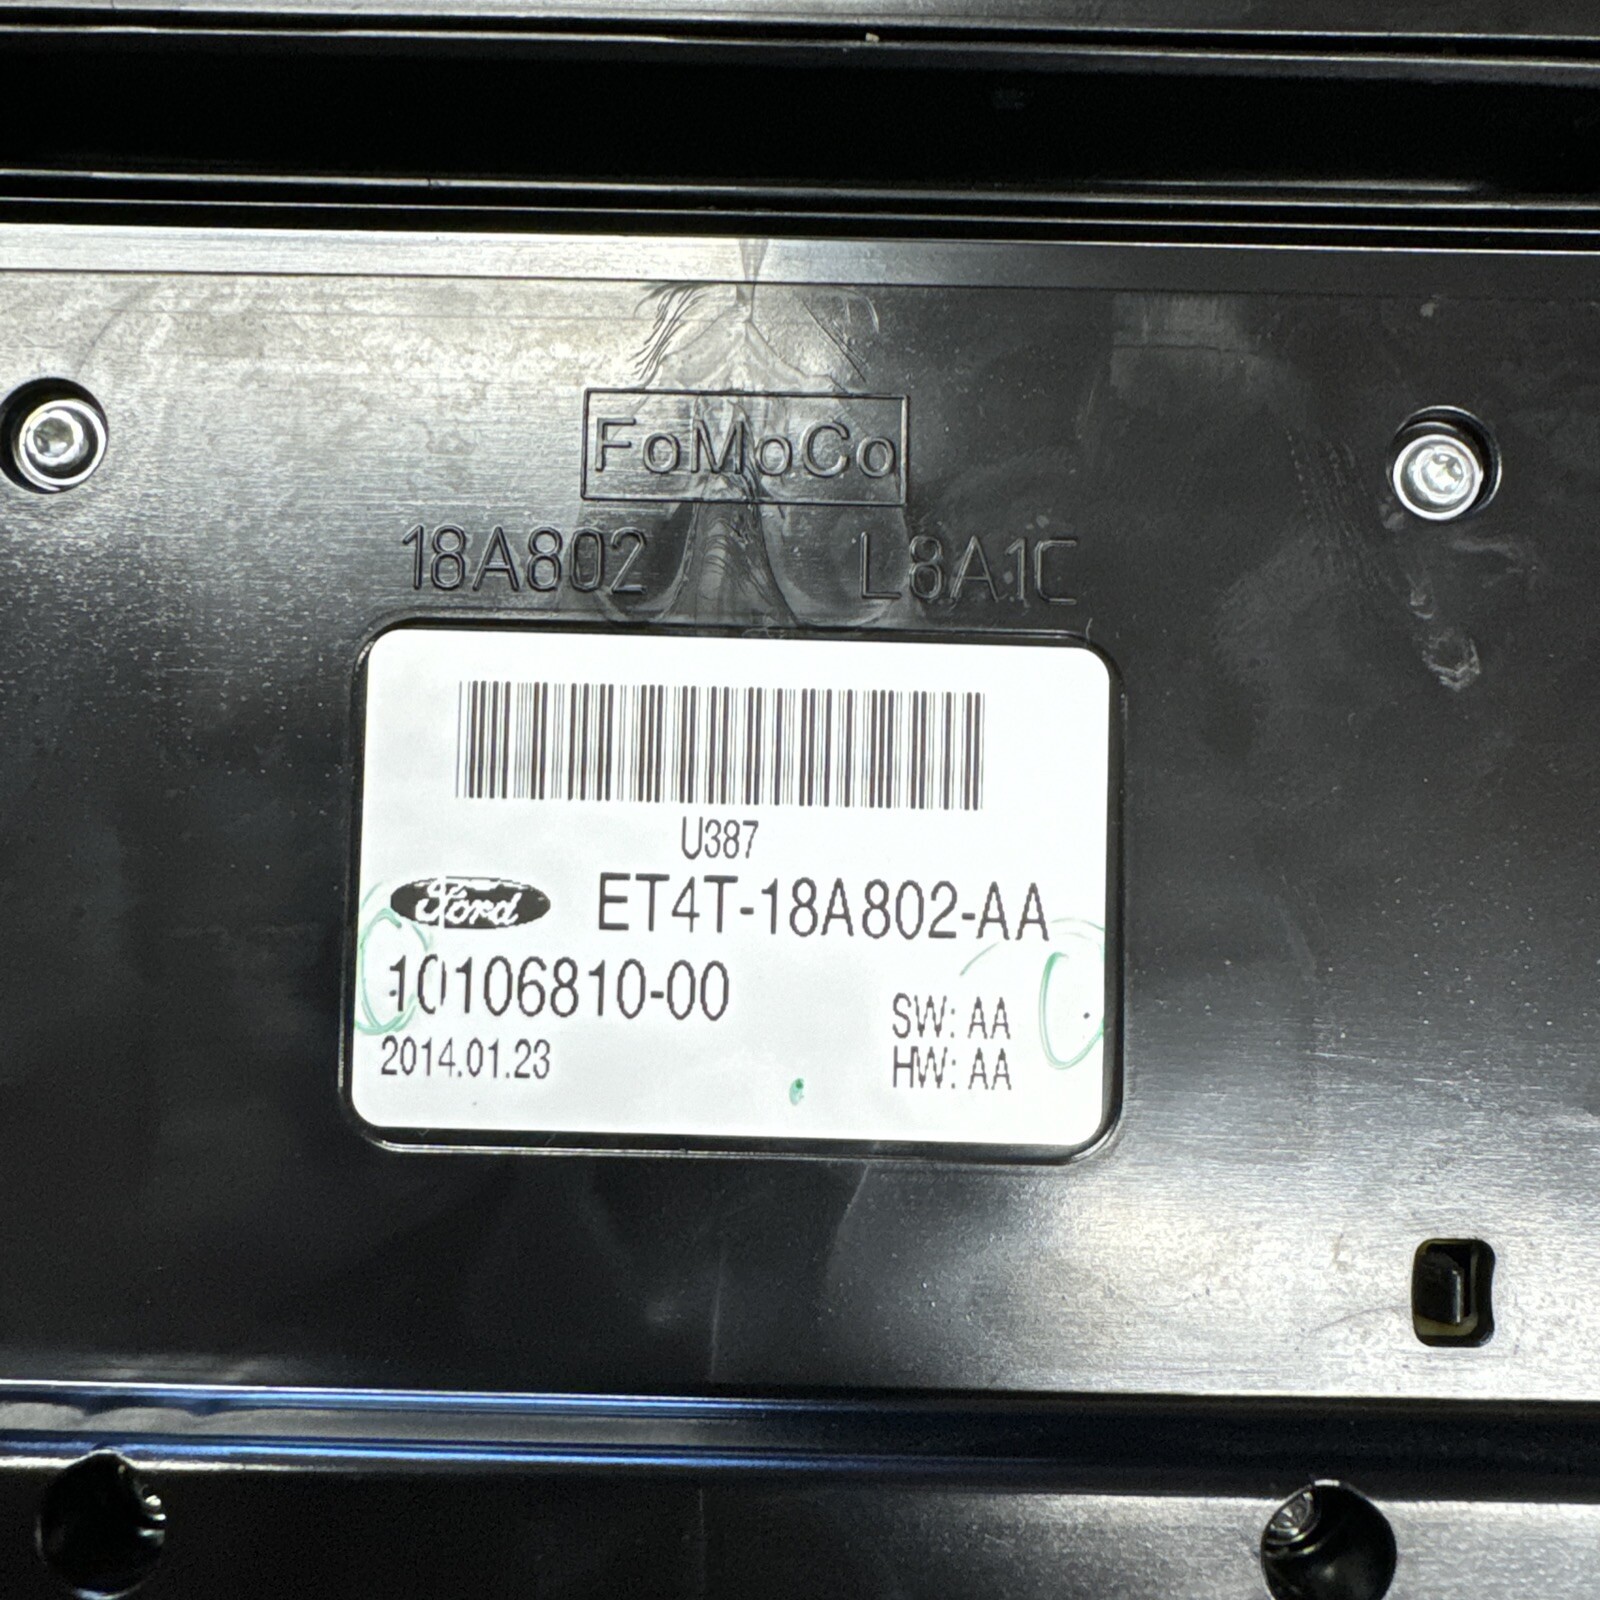 FoMoCo
18A802 L8A1C
U387
Ford ET4T-18A802-AA
10106810-00
2014.01.23
SW: AA
HW: AA